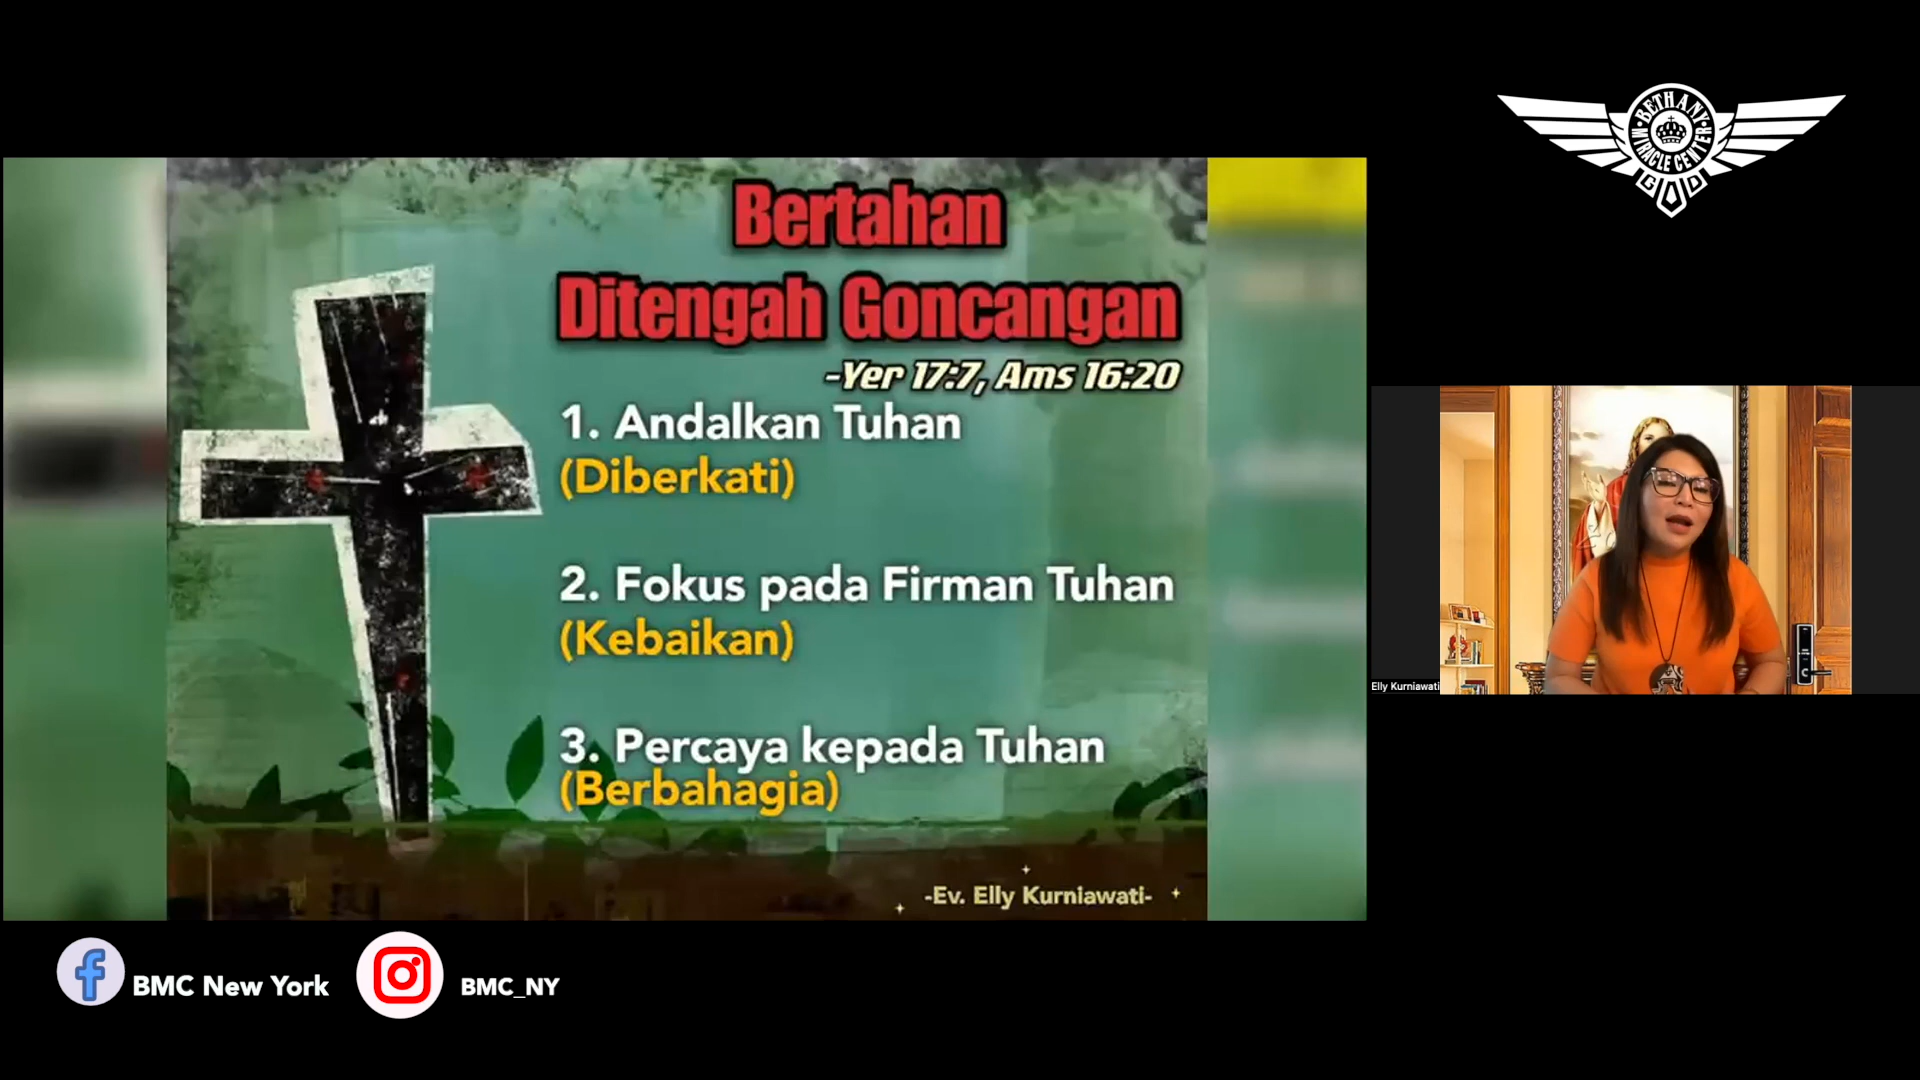 Bertahan
Ditengah Goncangan
-Yer 17:7, Ams 16:20
1. Andalkan Tuhan
(Diberkati)
2. Fokus pada Firman Tuhan
(Kebaikan)
3. Percaya kepada Tuhan
(Berbahagia)
-Ev. Elly Kurniawati-
BETHANY
MIRACLE CENTER
GAD
Elly Kurniawati
BMC New York
BMC_NY